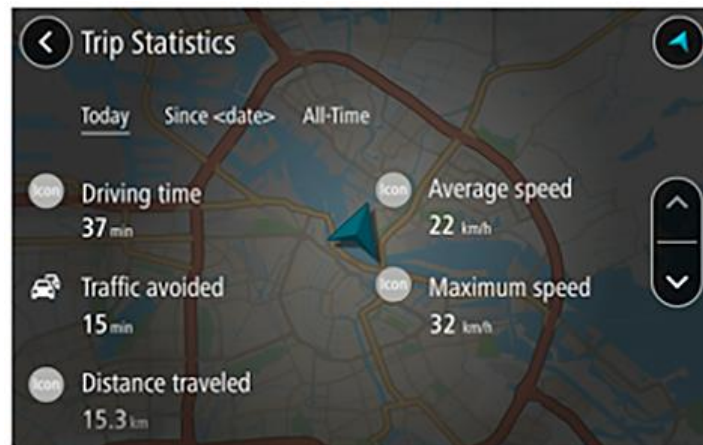 Trip Statistics
Today Since <date> All-Time
Icon Driving time
37 min
Icon Average speed
22 km/h
Traffic avoided
15 min
Icon Maximum speed
32 km/h
Icon Distance traveled
15.3 km